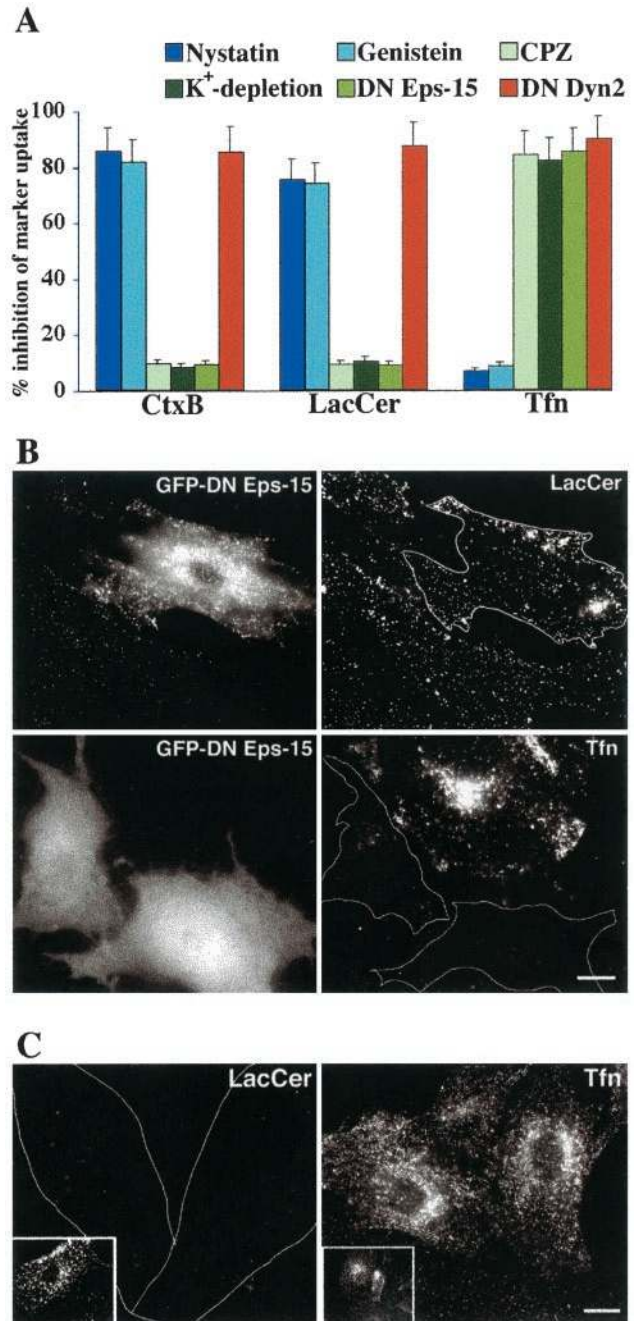 A
Nystatin Genistein CPZ
K+-depletion DN Eps-15 DN Dyn2
% inhibition of marker uptake
100
80
60
40
20
0
CtxB LacCer Tfn
B
GFP-DN Eps-15 LacCer
GFP-DN Eps-15 Tfn
C
LacCer Tfn